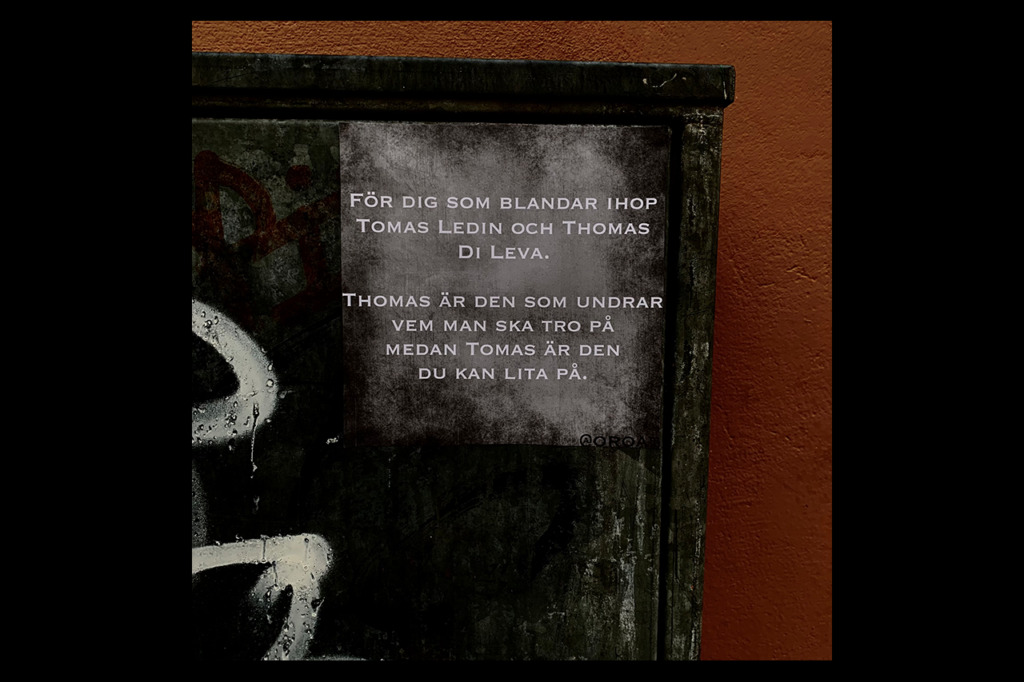 För dig som blandar ihop
Tomas Ledin och Thomas
Di Leva.
Thomas är den som undrar
vem man ska tro på
medan Tomas är den
du kan lita på.